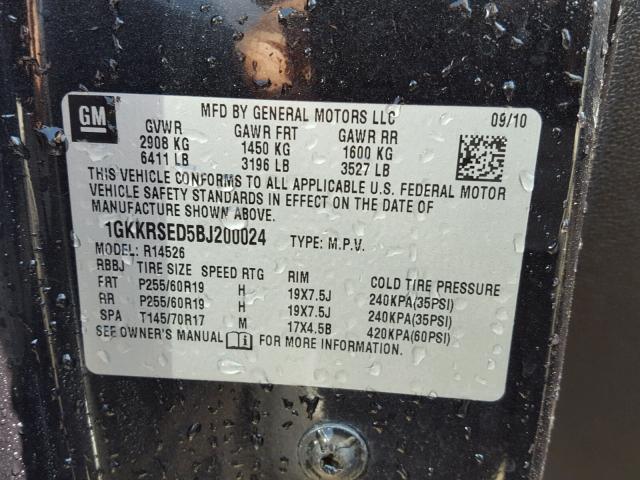 GM
MFD BY GENERAL MOTORS LLC 09/10
GVWR GAWR FRT GAWR RR
2908 KG 1450 KG 1600 KG
6411 LB 3196 LB 3527 LB
THIS VEHICLE CONFORMS TO ALL APPLICABLE U.S. FEDERAL MOTOR
VEHICLE SAFETY STANDARDS IN EFFECT ON THE DATE OF
MANUFACTURE SHOWN ABOVE.
1GKKRSED5BJ200024 TYPE: M.P.V.
MODEL: R14526
RBBJ TIRE SIZE SPEED RTG RIM COLD TIRE PRESSURE
FRT P255/60R19 H 19X7.5J 240KPA(35PSI)
RR P255/60R19 H 19X7.5J 240KPA(35PSI)
SPA T145/70R17 M 17X4.5B 420KPA(60PSI)
SEE OWNER'S MANUAL FOR MORE INFORMATION.